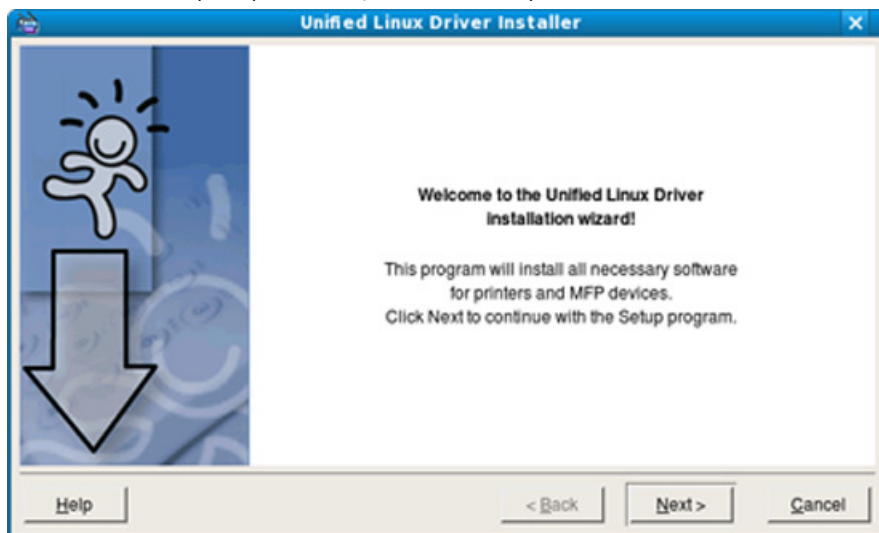 Unified Linux Driver Installer
Welcome to the Unified Linux Driver
installation wizard!
This program will install all necessary software
for printers and MFP devices.
Click Next to continue with the Setup program.
Help
< Back
Next >
Cancel